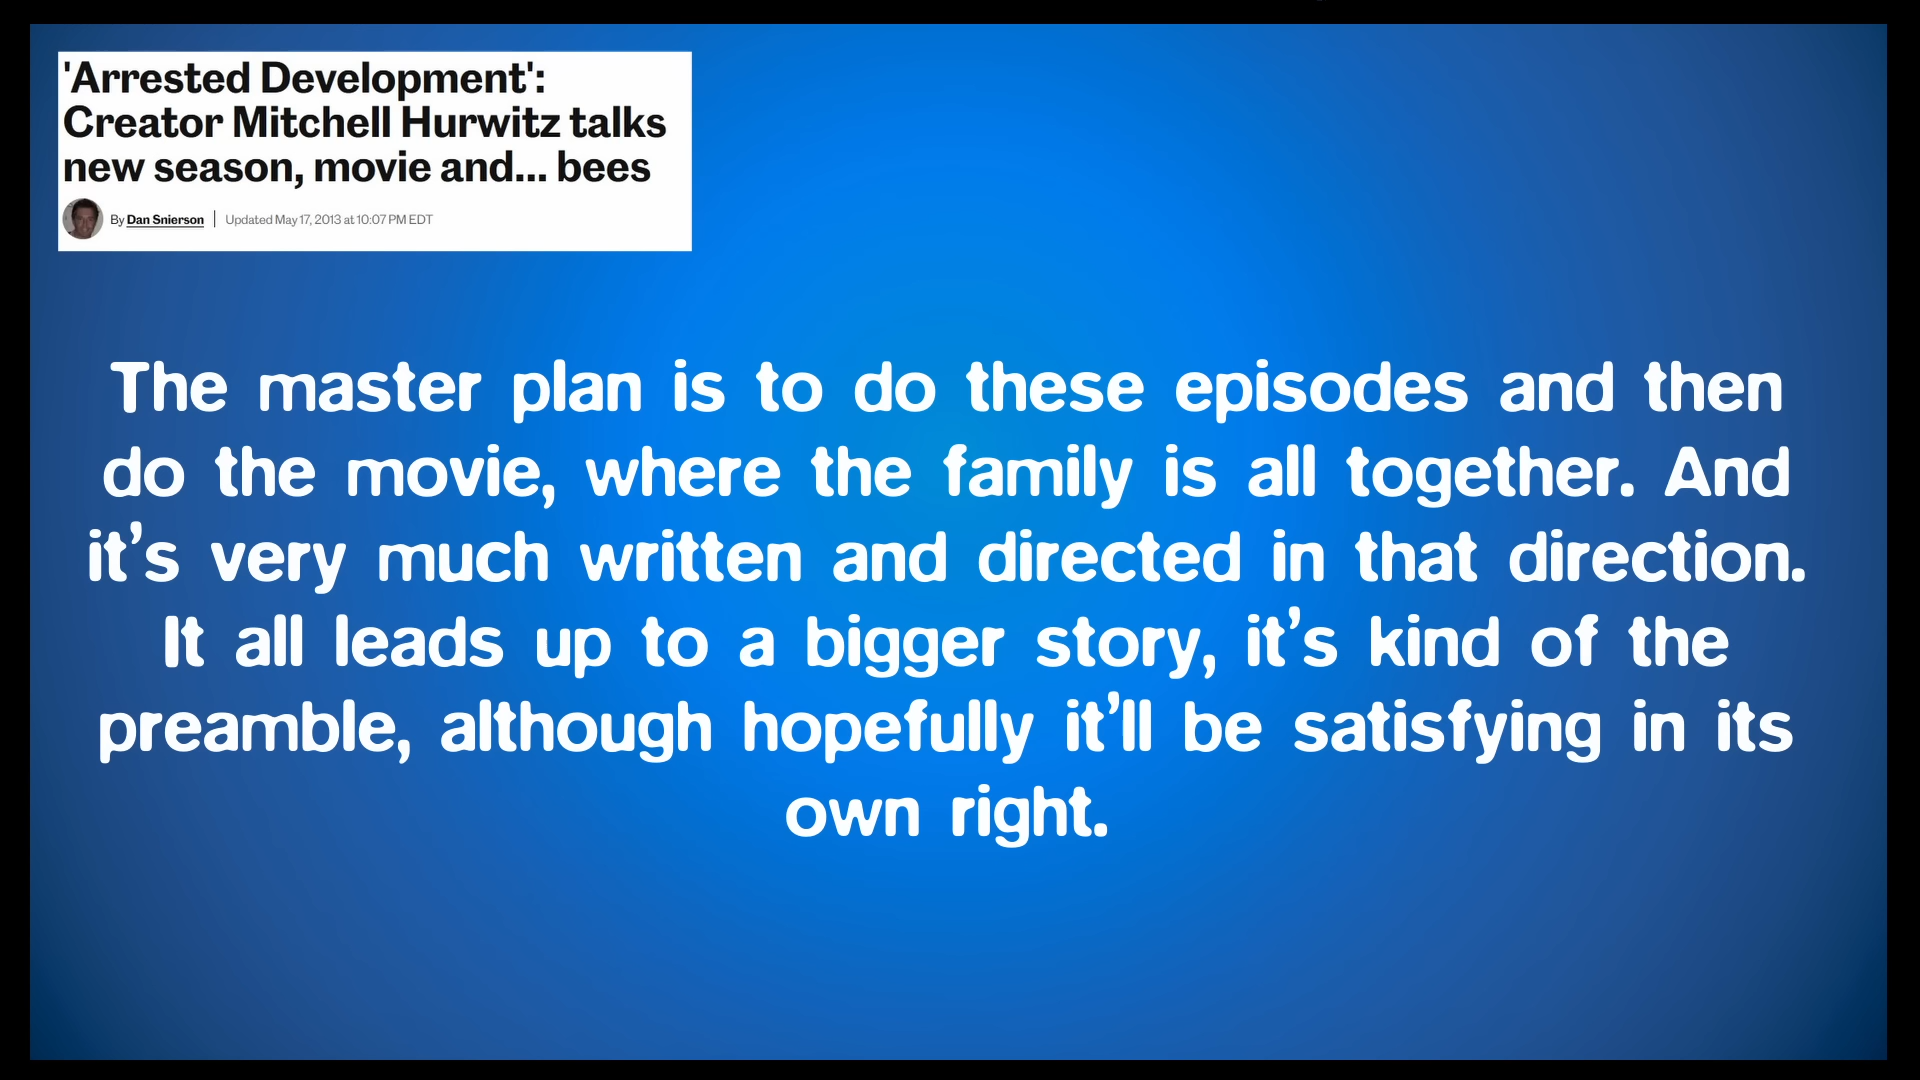 'Arrested Development':
Creator Mitchell Hurwitz talks
new season, movie and... bees
By Dan Snierson | Updated May 17, 2013 at 10:07 PM EDT
The master plan is to do these episodes and then
do the movie, where the family is all together. And
it’s very much written and directed in that direction.
It all leads up to a bigger story, it’s kind of the
preamble, although hopefully it’ll be satisfying in its
own right.